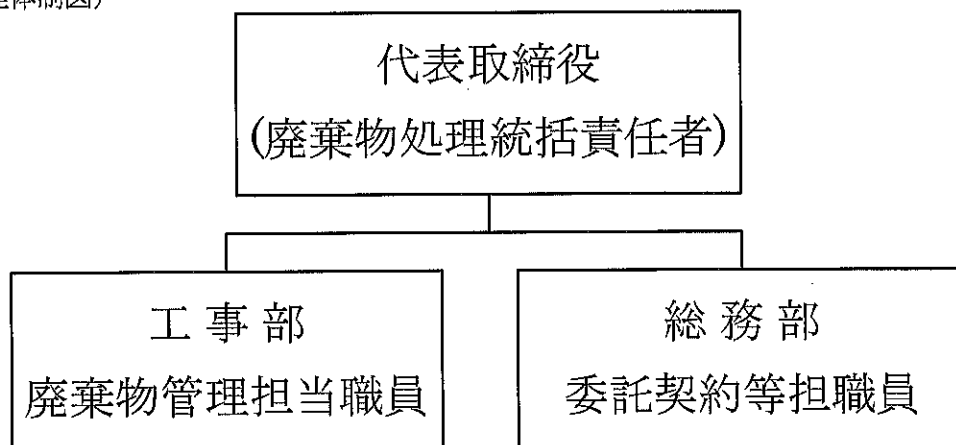 代表取締役
(廃棄物処理統括責任者)
工事部
廃棄物管理担当職員
総務部
委託契約等担職員